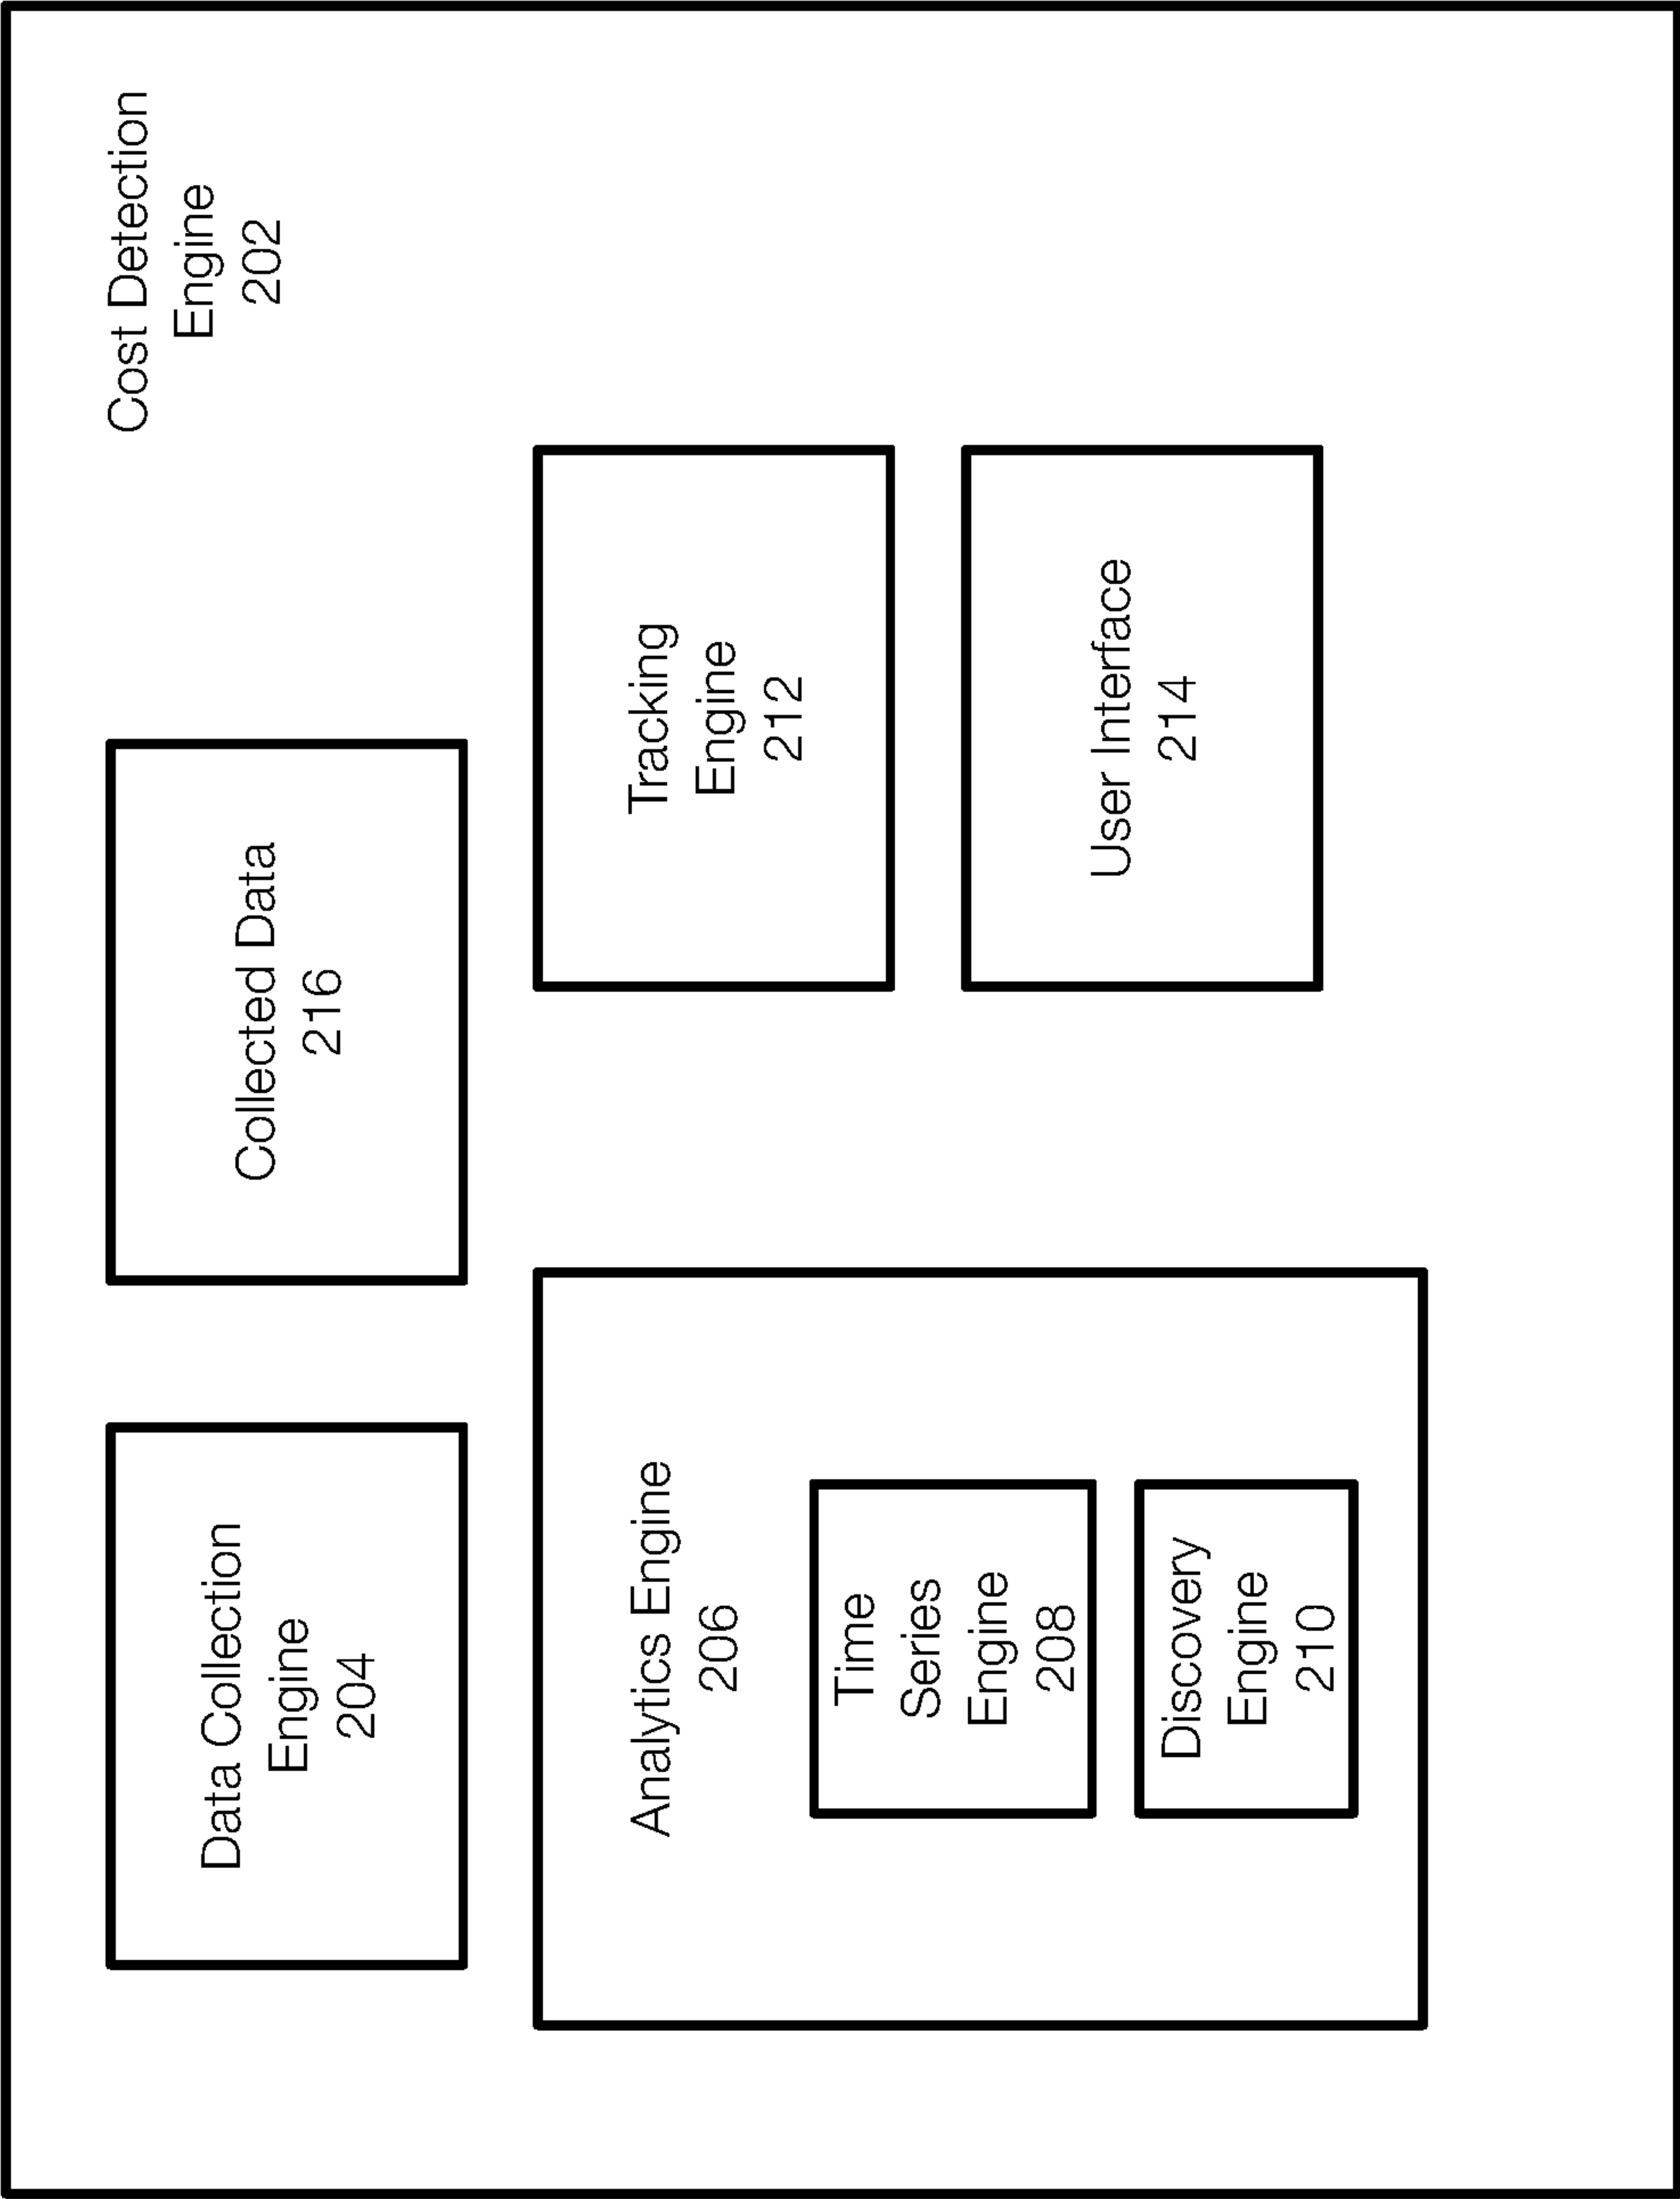 Cost Detection
Engine
202
Data Collection
Engine
204
Collected Data
216
Analytics Engine
206
Time
Series
Engine
208
Discovery
Engine
210
Tracking
Engine
212
User Interface
214